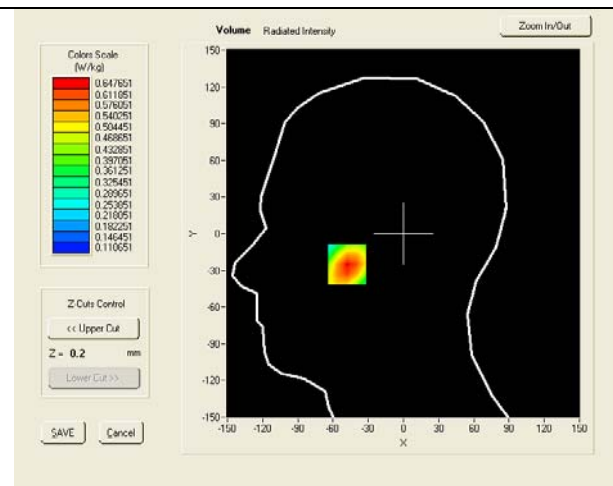 Volume Radiated Intensity
Zoom In/Out
Colors Scale
(W/kg)
0.647651
0.611851
0.576051
0.540251
0.504451
0.468651
0.432851
0.397051
0.361251
0.325451
0.289651
0.253851
0.218051
0.182251
0.146451
0.110651
Z-Cuts Control
<< Upper Cut
Z = 0.2 mm
Lower Cut >>
SAVE Cancel
150
120
90
60
30
0
-30
-60
-90
-120
-150
Y
-150 -120 -90 -60 -30 0 30 60 90 120 150
X